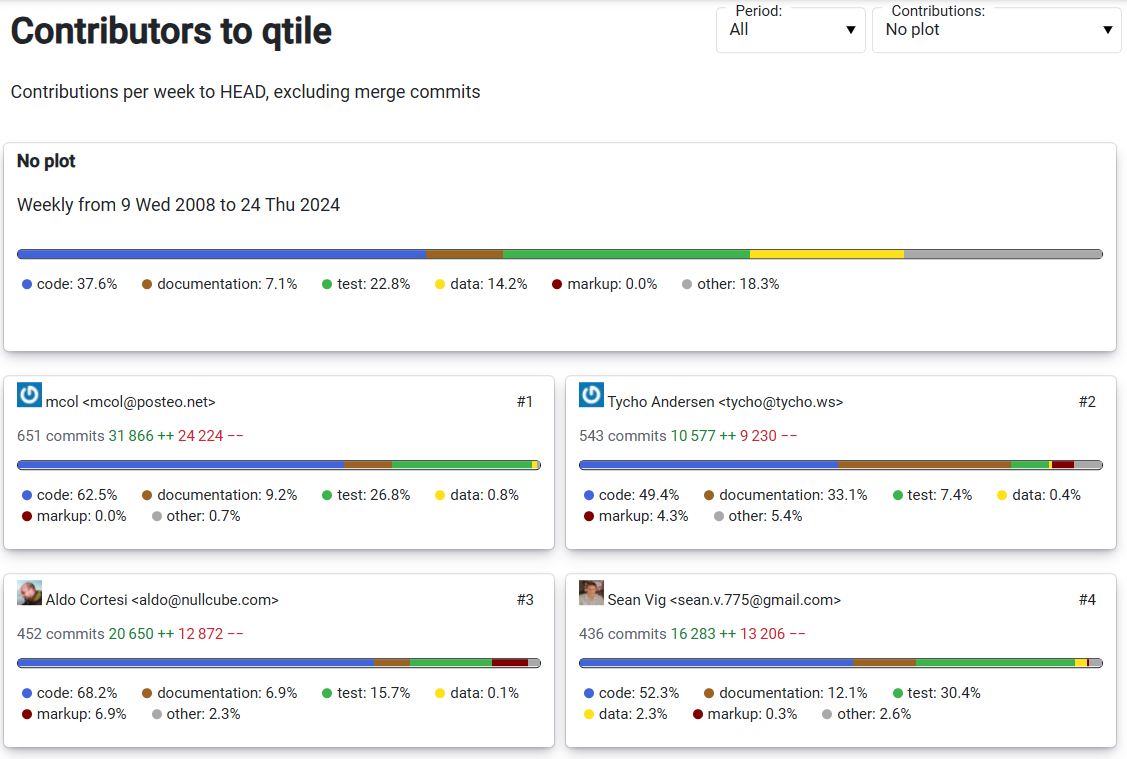 Contributors to qtile
Period:
All
Contributions:
No plot
Contributions per week to HEAD, excluding merge commits
No plot
Weekly from 9 Wed 2008 to 24 Thu 2024
code: 37.6% documentation: 7.1% test: 22.8% data: 14.2% markup: 0.0% other: 18.3%
mcol <mcol@posteo.net> #1
651 commits 31 866 ++ 24 224 −−
code: 62.5% documentation: 9.2% test: 26.8% data: 0.8%
markup: 0.0% other: 0.7%
Tycho Andersen <tycho@tycho.ws> #2
543 commits 10 577 ++ 9 230 −−
code: 49.4% documentation: 33.1% test: 7.4% data: 0.4%
markup: 4.3% other: 5.4%
Aldo Cortesi <aldo@nullcube.com> #3
452 commits 20 650 ++ 12 872 −−
code: 68.2% documentation: 6.9% test: 15.7% data: 0.1%
markup: 6.9% other: 2.3%
Sean Vig <sean.v.775@gmail.com> #4
436 commits 16 283 ++ 13 206 −−
code: 52.3% documentation: 12.1% test: 30.4%
data: 2.3% markup: 0.3% other: 2.6%